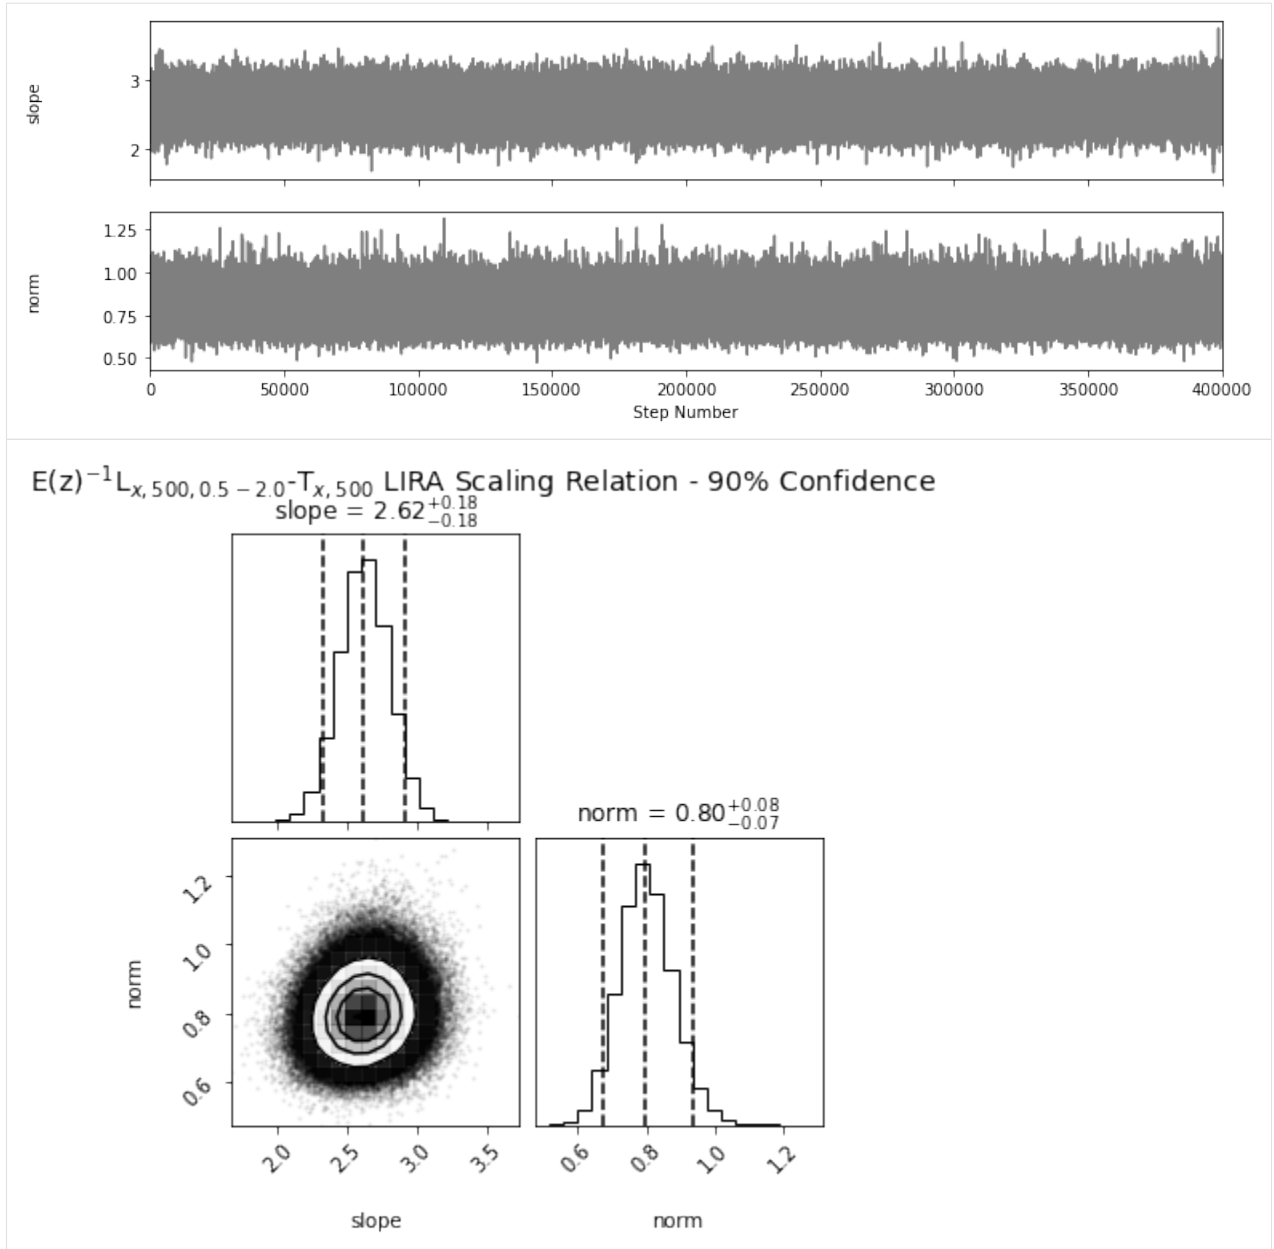 3
2
slope
1.25
1.00
0.75
0.50
norm
0 50000 100000 150000 200000 250000 300000 350000 400000
Step Number
E(z)⁻¹Lₓ,₅₀₀,₀.₅₋₂.₀-Tₓ,₅₀₀ LIRA Scaling Relation - 90% Confidence
slope = 2.62+0.18−0.18
norm = 0.80+0.08−0.07
1.2
1.0
0.8
0.6
norm
2.0 2.5 3.0 3.5
0.6 0.8 1.0 1.2
slope
norm